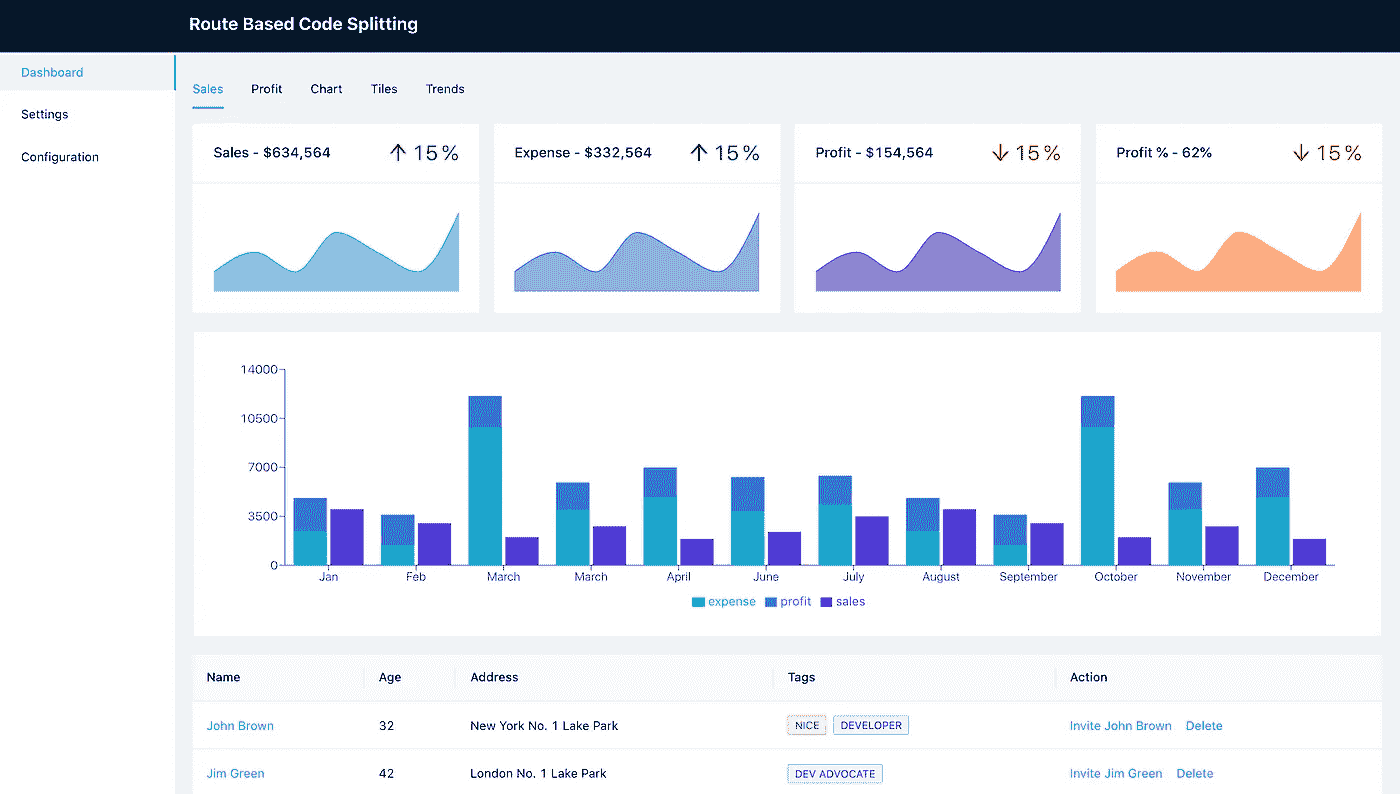 Route Based Code Splitting
Dashboard
Settings
Configuration
Sales Profit Chart Tiles Trends
Sales - $634,564 ↑ 15%
Expense - $332,564 ↑ 15%
Profit - $154,564 ↓ 15%
Profit % - 62% ↓ 15%
14000
10500
7000
3500
0
Jan Feb March March April June July August September October November December
expense profit sales
Name Age Address Tags Action
John Brown 32 New York No. 1 Lake Park NICE DEVELOPER Invite John Brown Delete
Jim Green 42 London No. 1 Lake Park DEV ADVOCATE Invite Jim Green Delete